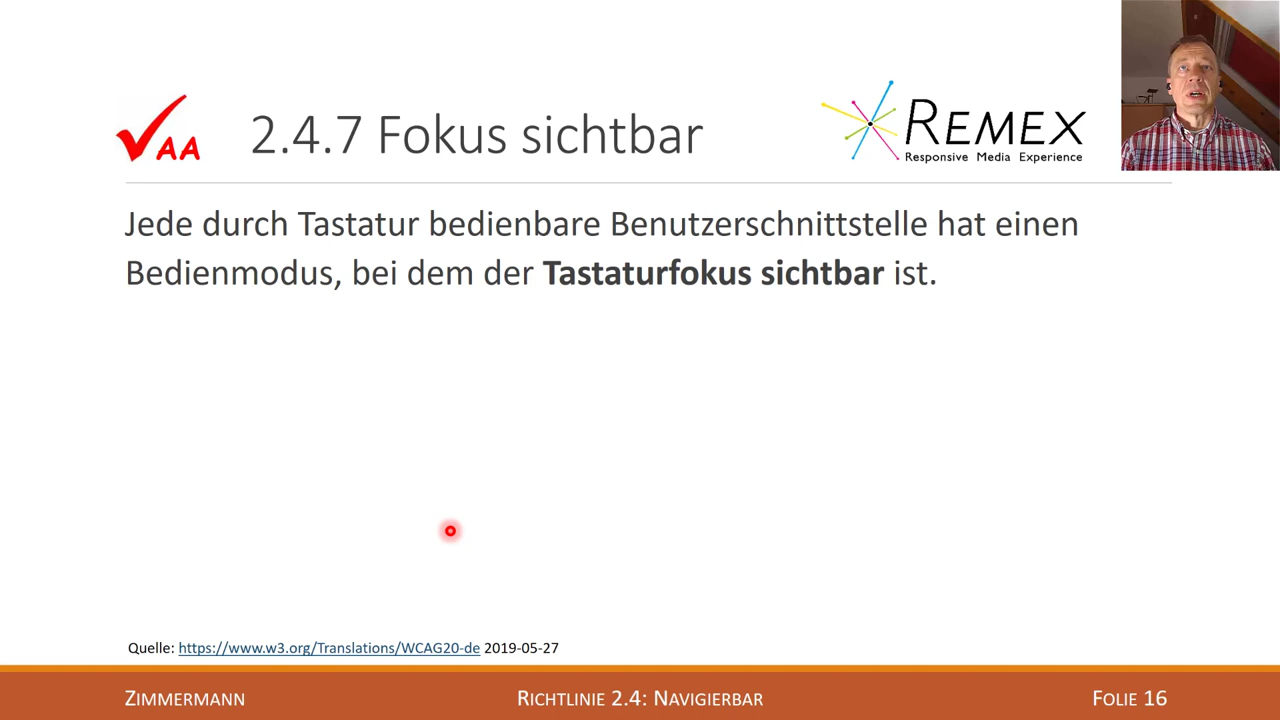 AA
2.4.7 Fokus sichtbar
REMEX
Responsive Media Experience
Jede durch Tastatur bedienbare Benutzerschnittstelle hat einen
Bedienmodus, bei dem der Tastaturfokus sichtbar ist.
Quelle: https://www.w3.org/Translations/WCAG20-de 2019-05-27
ZIMMERMANN
RICHTLINIE 2.4: NAVIGIERBAR
FOLIE 16